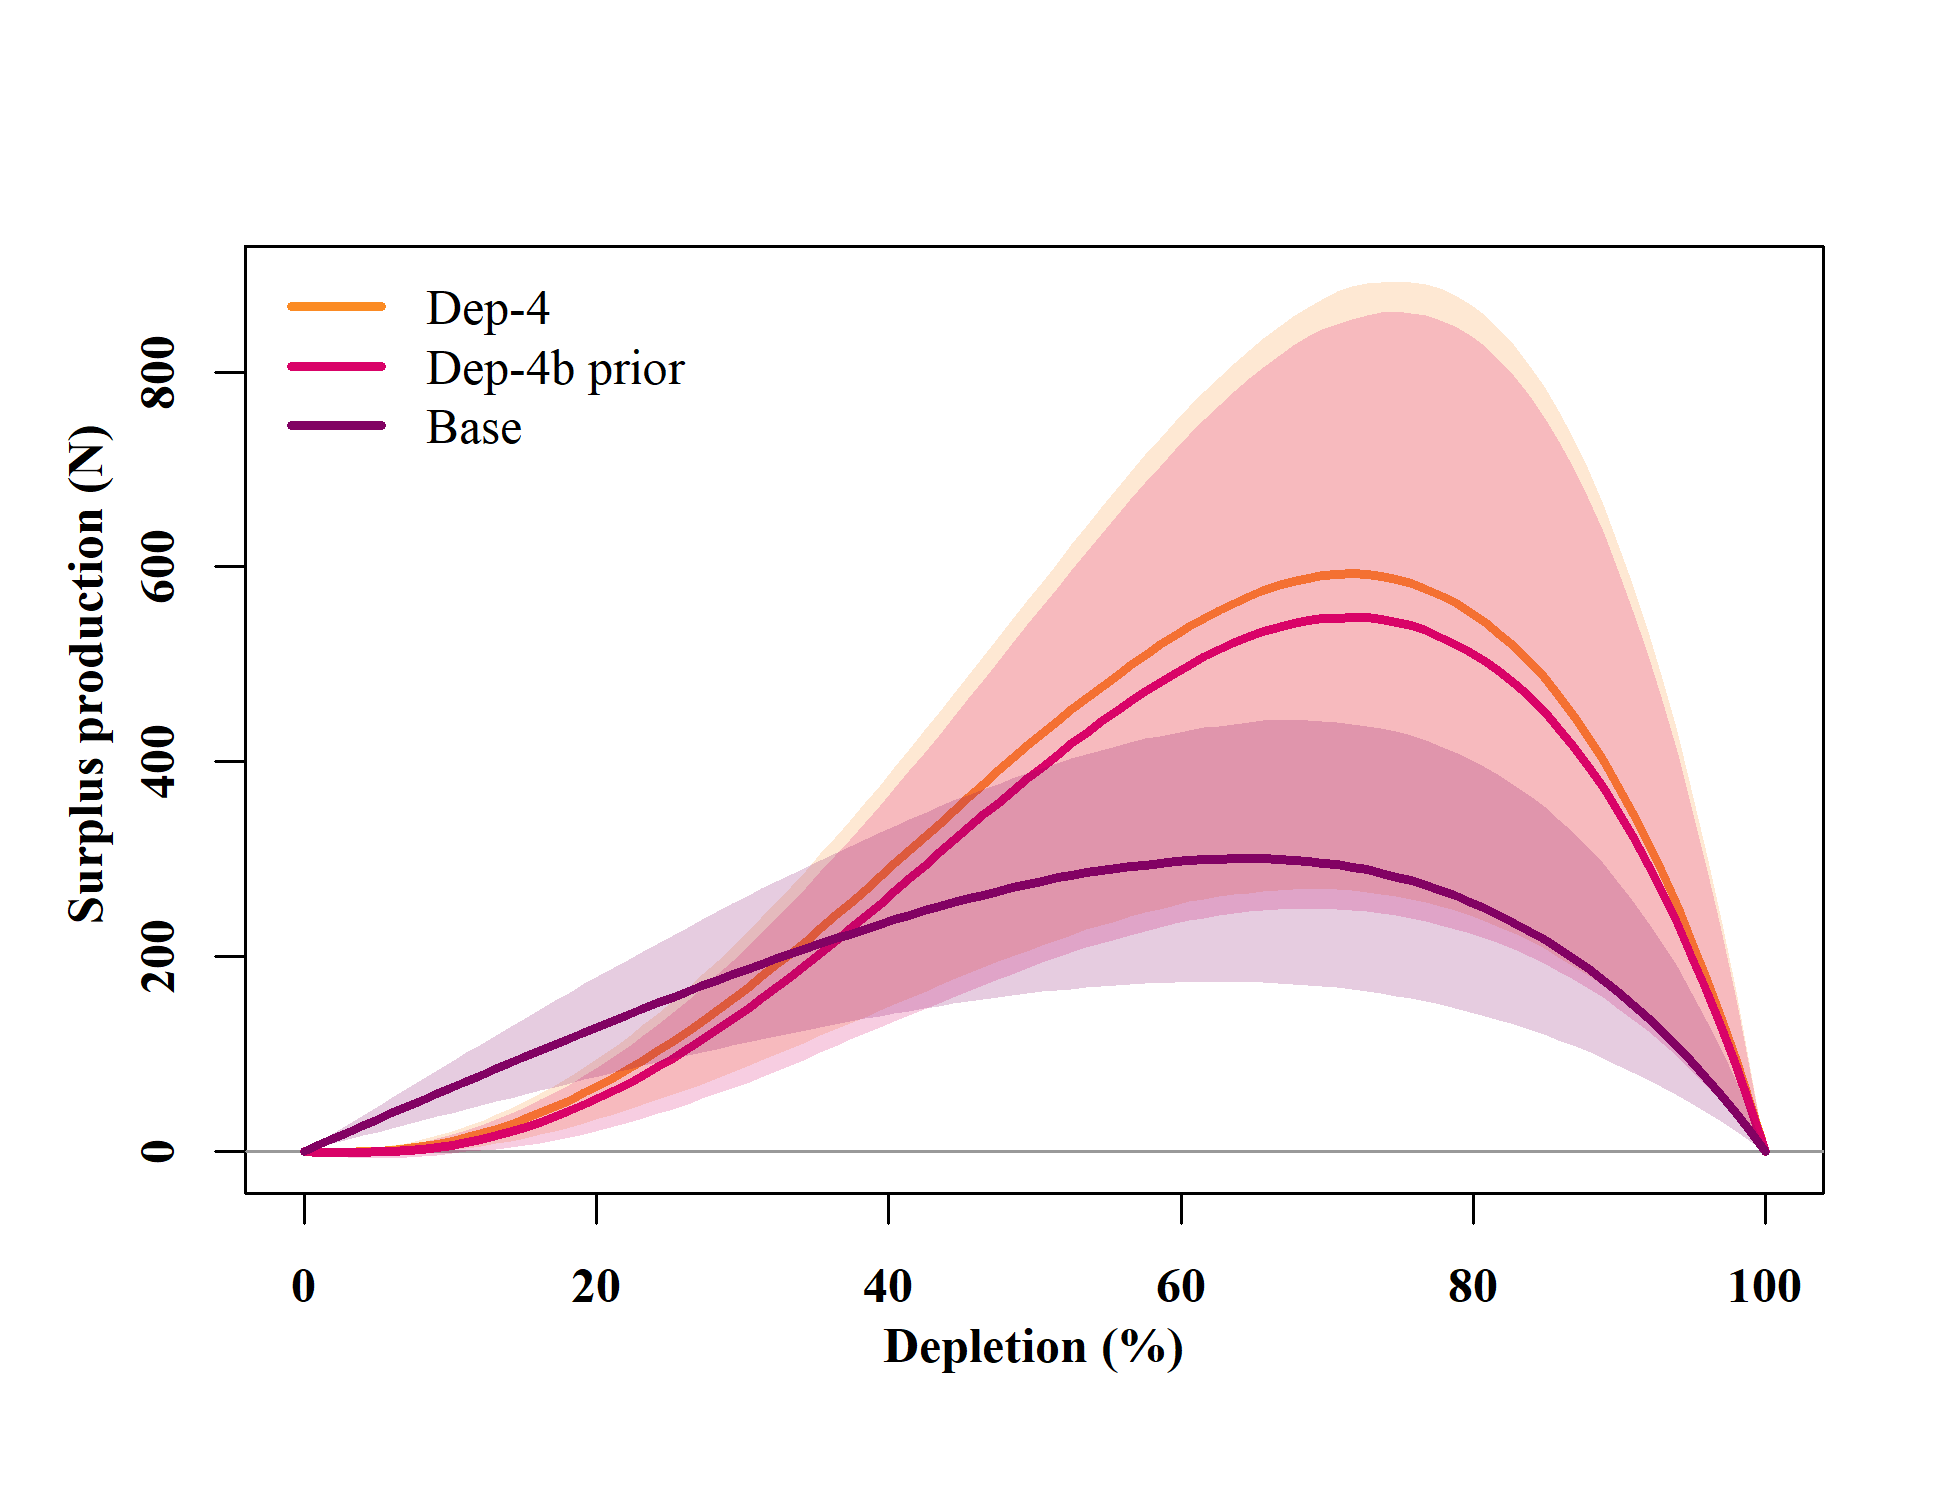 Dep-4
Dep-4b prior
Base
Surplus production (N)
800
600
400
200
0
0 20 40 60 80 100
Depletion (%)